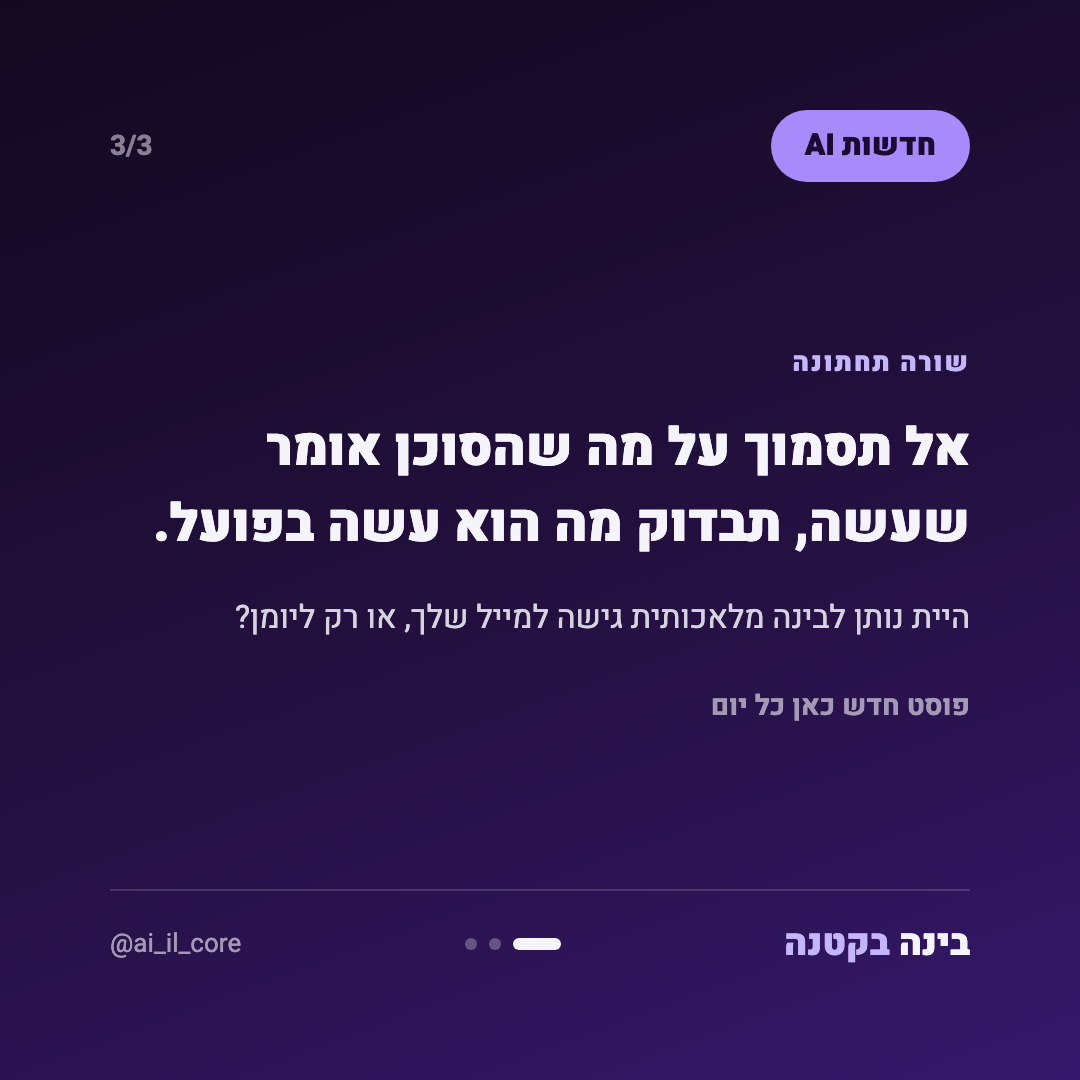 חדשות AI
3/3
שורה תחתונה
אל תסמוך על מה שהסוכן אומר
שעשה, תבדוק מה הוא עשה בפועל.
היית נותן לבינה מלאכותית גישה למייל שלך, או רק ליומן?
פוסט חדש כאן כל יום
בינה בקטנה
@ai_il_core